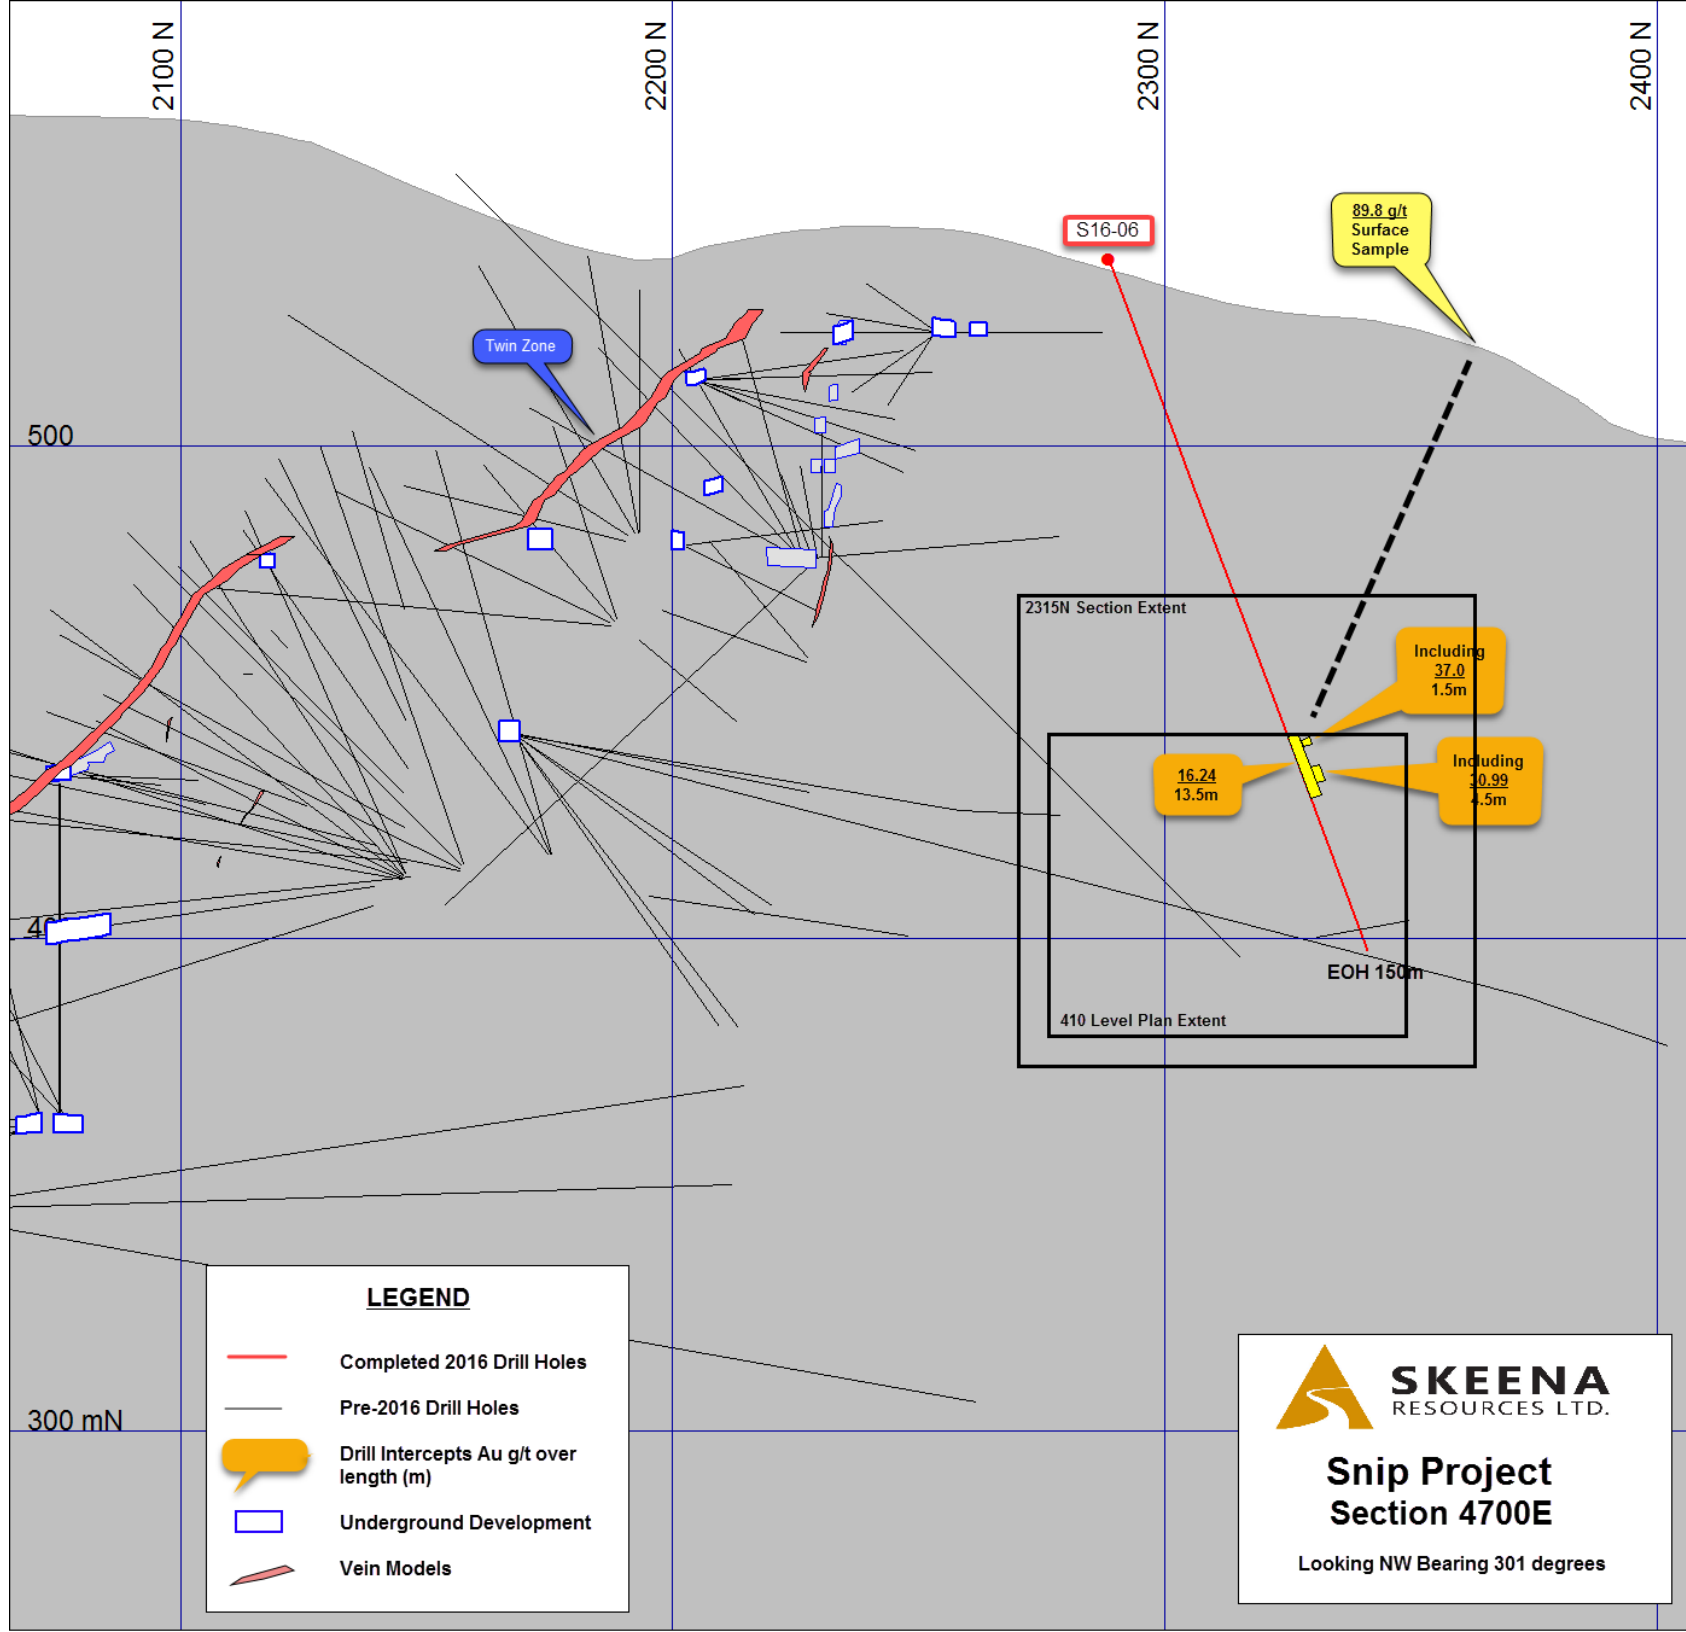 2100 N
2200 N
2300 N
2400 N
S16-06
89.8 g/t
Surface
Sample
Twin Zone
500
2315N Section Extent
Including
37.0
1.5m
Including
30.99
4.5m
16.24
13.5m
40
EOH 150m
410 Level Plan Extent
300 mN
LEGEND
Completed 2016 Drill Holes
Pre-2016 Drill Holes
Drill Intercepts Au g/t over
length (m)
Underground Development
Vein Models
SKEENA
RESOURCES LTD.
Snip Project
Section 4700E
Looking NW Bearing 301 degrees